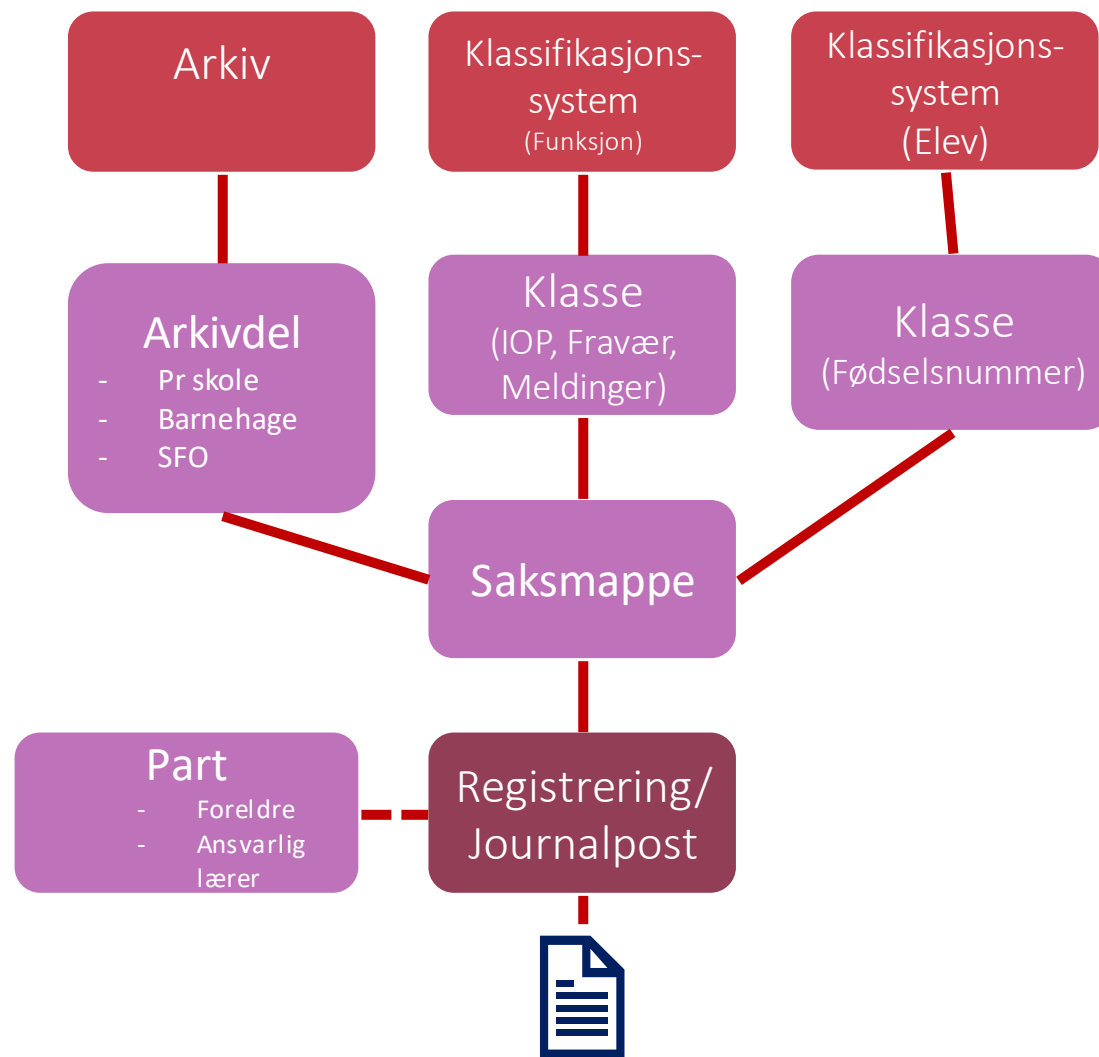 Arkiv
Klassifikasjons-
system
(Funksjon)
Klassifikasjons-
system
(Elev)
Arkivdel
- Pr skole
- Barnehage
- SFO
Klasse
(IOP, Fravær,
Meldinger)
Klasse
(Fødselsnummer)
Saksmappe
Part
- Foreldre
- Ansvarlig
lærer
Registrering/
Journalpost